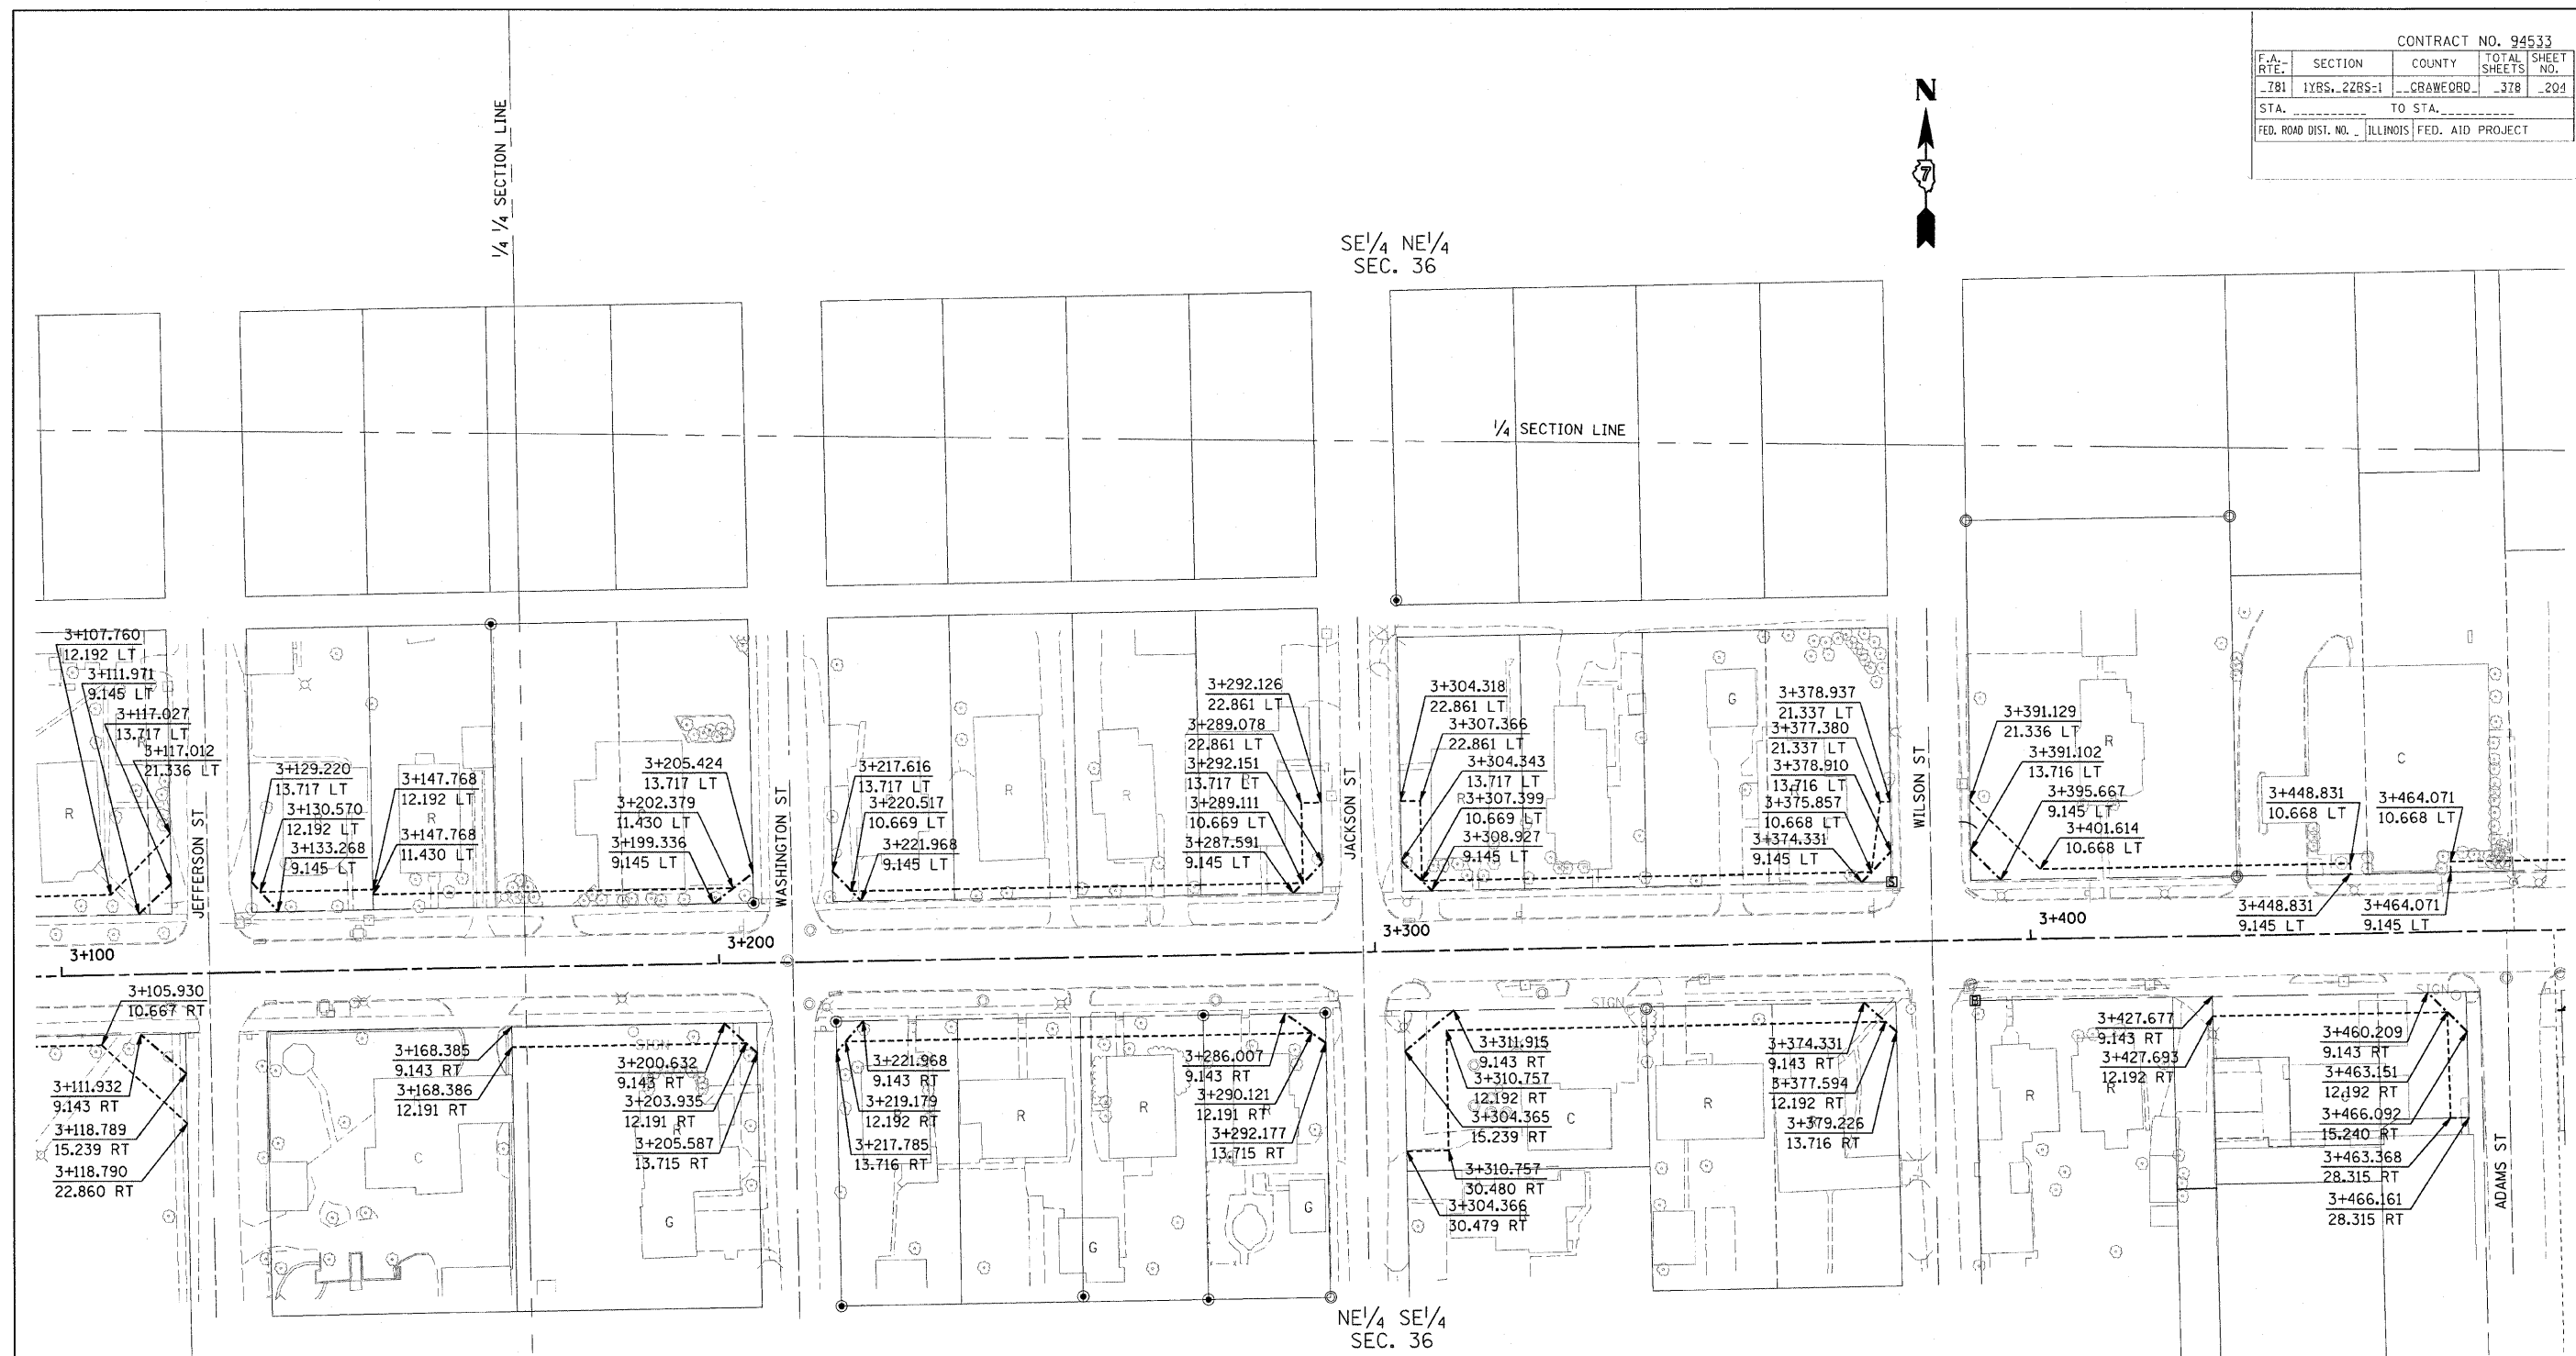 CONTRACT NO. 94533
F.A. RTE. SECTION COUNTY TOTAL SHEETS SHEET NO.
781 1YRS, 2ZRS-1 CRAWFORD 378 204
STA. TO STA.
FED. ROAD DIST. NO. ILLINOIS FED. AID PROJECT
N
7
1/4 1/4 SECTION LINE
SE1/4 NE1/4
SEC. 36
1/4 SECTION LINE
3+107.760
12.192 LT
3+111.971
9.145 LT
3+117.027
13.717 LT
3+117.012
21.336 LT
R
R
JEFFERSON ST
3+129.220
13.717 LT
3+130.570
12.192 LT
3+133.268
9.145 LT
3+147.768
12.192 LT
R
3+147.768
11.430 LT
3+205.424
13.717 LT
3+202.379
11.430 LT
3+199.336
9.145 LT
WASHINGTON ST
3+217.616
13.717 LT
3+220.517
10.669 LT
3+221.968
9.145 LT
R
R
3+292.126
22.861 LT
3+289.078
22.861 LT
3+292.151
13.717 LT
R
3+289.111
10.669 LT
3+287.591
9.145 LT
JACKSON ST
3+304.318
22.861 LT
3+307.366
22.861 LT
3+304.343
13.717 LT
R
3+307.399
10.669 LT
3+308.927
9.145 LT
G
3+378.937
21.337 LT
3+377.380
21.337 LT
3+378.910
13.716 LT
3+375.857
10.668 LT
3+374.331
9.145 LT
S
WILSON ST
3+391.129
21.336 LT
R
3+391.102
13.716 LT
3+395.667
9.145 LT
3+401.614
10.668 LT
C
3+448.831
10.668 LT
3+464.071
10.668 LT
3+448.831
9.145 LT
3+464.071
9.145 LT
3+100
3+200
3+300
3+400
3+105.930
10.667 RT
3+111.932
9.143 RT
3+118.789
15.239 RT
3+118.790
22.860 RT
C
3+168.385
9.143 RT
3+168.386
12.191 RT
SIGN
3+200.632
9.143 RT
3+203.935
12.191 RT
R
3+205.587
13.715 RT
G
3+221.968
9.143 RT
3+219.179
12.192 RT
R
3+217.785
13.716 RT
R
R
G
3+286.007
9.143 RT
3+290.121
12.191 RT
R
3+292.177
13.715 RT
G
SIGN
3+311.915
9.143 RT
3+310.757
12.192 RT
3+304.365
15.239 RT
C
3+310.757
30.480 RT
3+304.366
30.479 RT
R
3+374.331
9.143 RT
3+377.594
12.192 RT
R
3+379.226
13.716 RT
R
3+427.677
9.143 RT
3+427.693
12.192 RT
R
SIGN
3+460.209
9.143 RT
3+463.151
12.192 RT
3+466.092
15.240 RT
3+463.368
28.315 RT
3+466.161
28.315 RT
ADAMS ST
NE1/4 SE1/4
SEC. 36